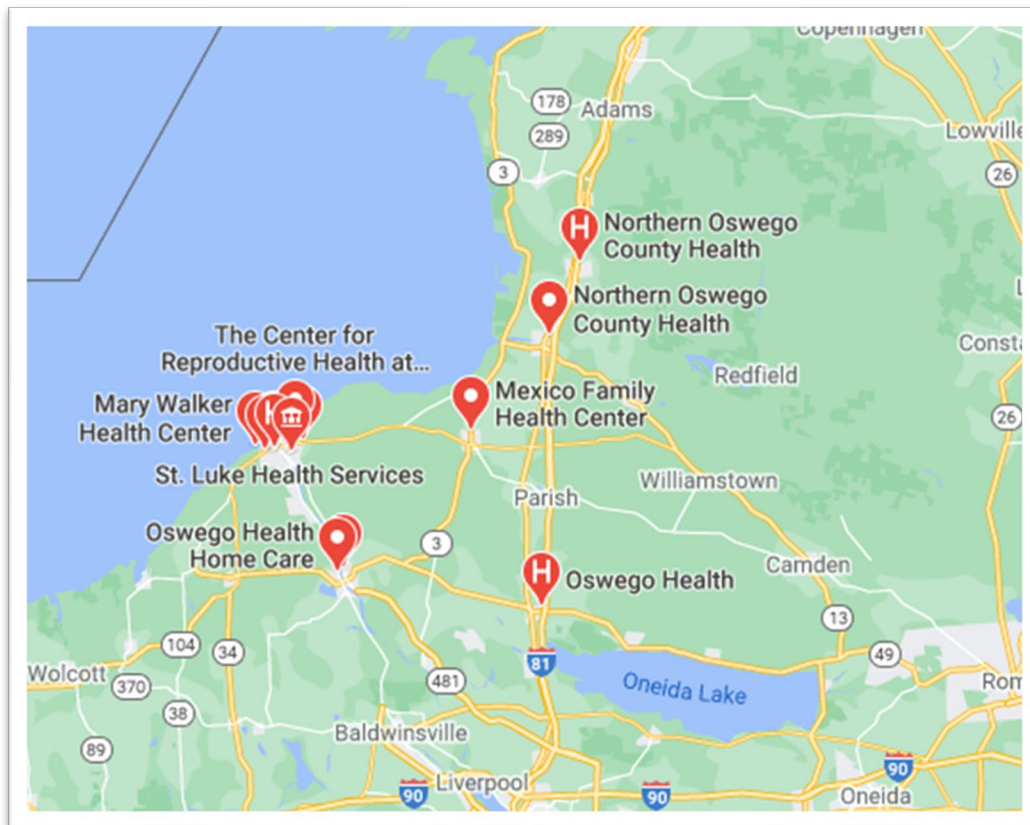 Copenhagen
178
Adams
289
Lowville
3
26
Northern Oswego
County Health
Northern Oswego
County Health
The Center for
Reproductive Health at...
Consta
Redfield
Mary Walker
Health Center
Mexico Family
Health Center
26
St. Luke Health Services
Williamstown
Parish
Oswego Health
Home Care
3
Oswego Health
Camden
13
104
34
49
81
Wolcott
370
481
Oneida Lake
Rom
38
Baldwinsville
89
Liverpool
90
90
90
Oneida
H
H
H
L